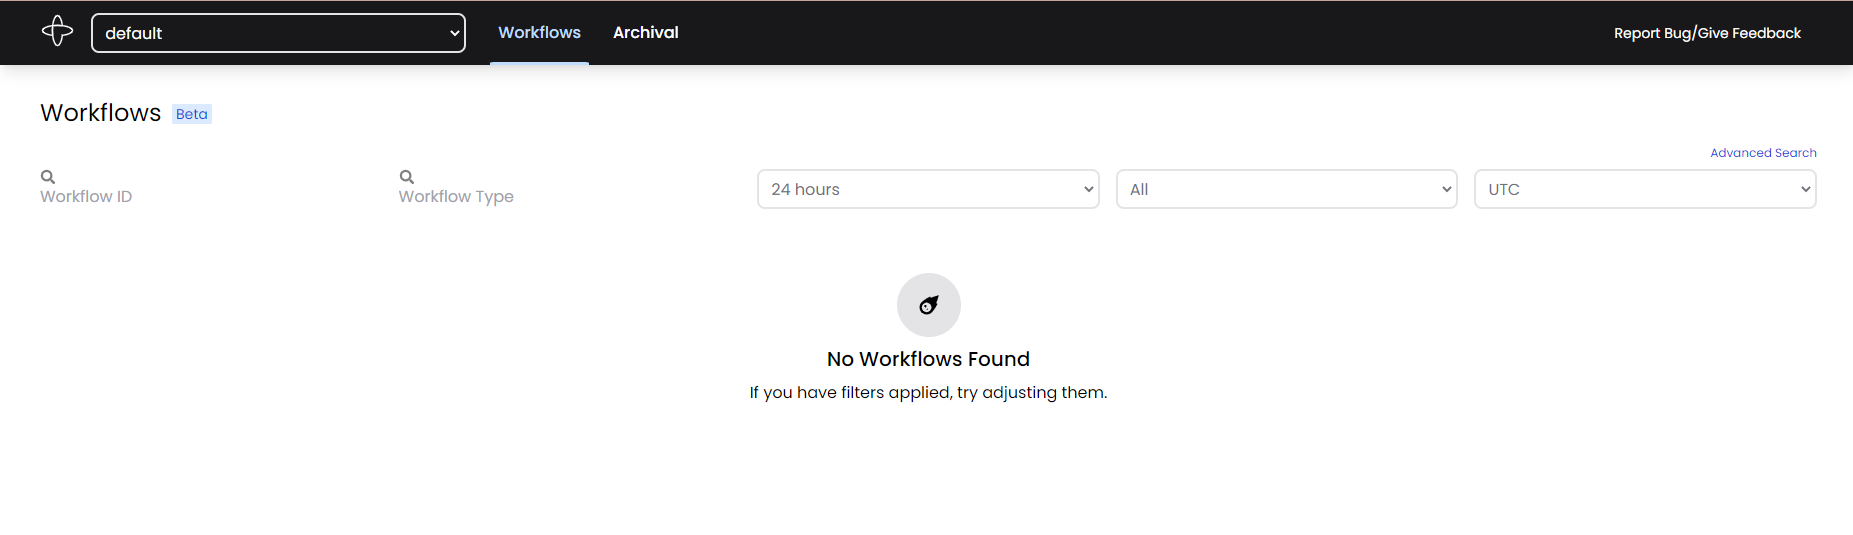 default Workflows Archival Report Bug/Give Feedback
Workflows Beta
Advanced Search
Workflow ID Workflow Type 24 hours All UTC
No Workflows Found
If you have filters applied, try adjusting them.